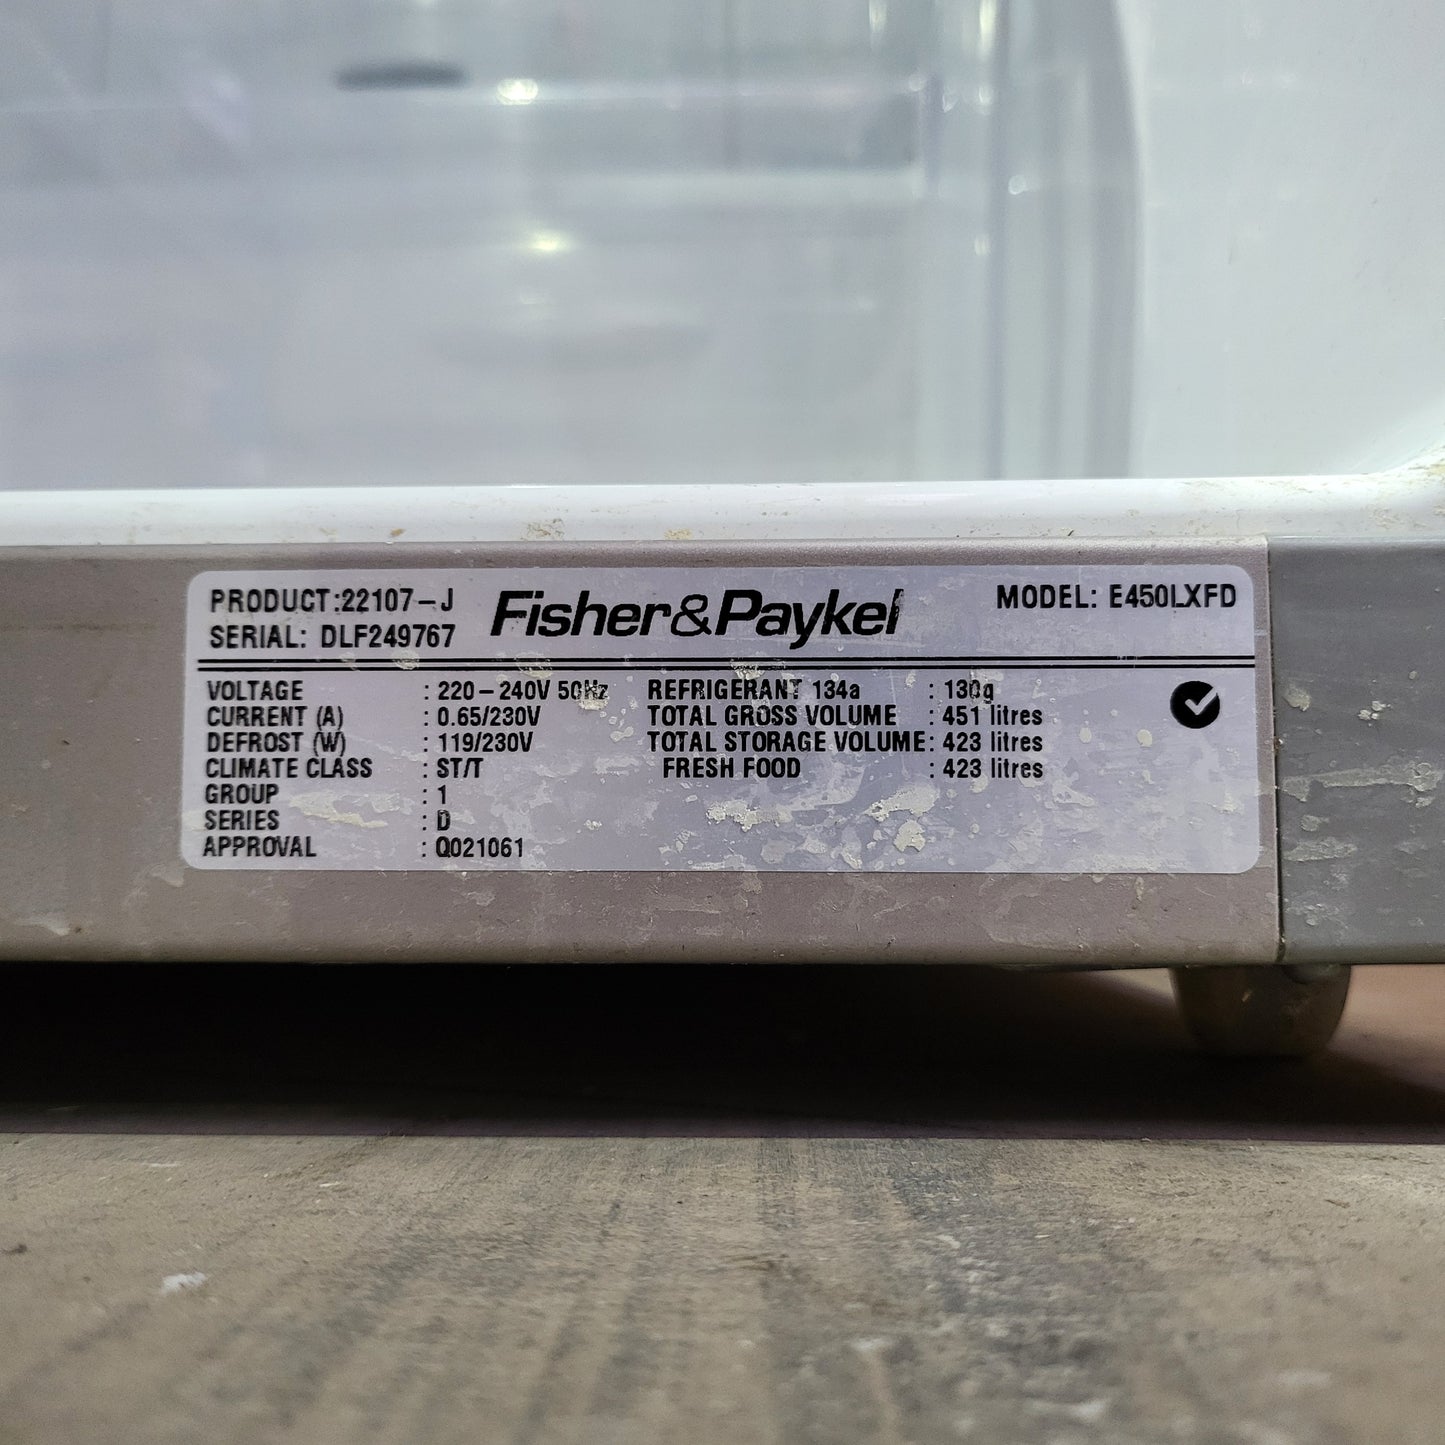 PRODUCT:22107-J
SERIAL: DLF249767
Fisher&Paykel
MODEL: E450LXFD
VOLTAGE : 220-240V 50Hz
CURRENT (A) : 0.65/230V
DEFROST (W) : 119/230V
CLIMATE CLASS : ST/T
GROUP : 1
SERIES : D
APPROVAL : Q021061
REFRIGERANT 134a : 130g
TOTAL GROSS VOLUME : 451 litres
TOTAL STORAGE VOLUME: 423 litres
FRESH FOOD : 423 litres